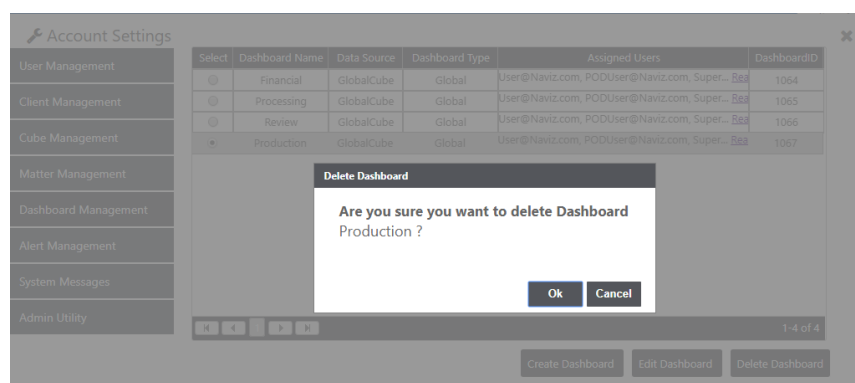 Account Settings
User Management
Client Management
Cube Management
Matter Management
Dashboard Management
Alert Management
System Messages
Admin Utility
Select Dashboard Name Data Source Dashboard Type Assigned Users DashboardID
Financial GlobalCube Global User@Naviz.com, PODUser@Naviz.com, Super... Rea 1064
Processing GlobalCube Global User@Naviz.com, PODUser@Naviz.com, Super... Rea 1065
Review GlobalCube Global User@Naviz.com, PODUser@Naviz.com, Super... Rea 1066
Production GlobalCube Global User@Naviz.com, PODUser@Naviz.com, Super... Rea 1067
Delete Dashboard
Are you sure you want to delete Dashboard
Production ?
Ok Cancel
1-4 of 4
Create Dashboard Edit Dashboard Delete Dashboard